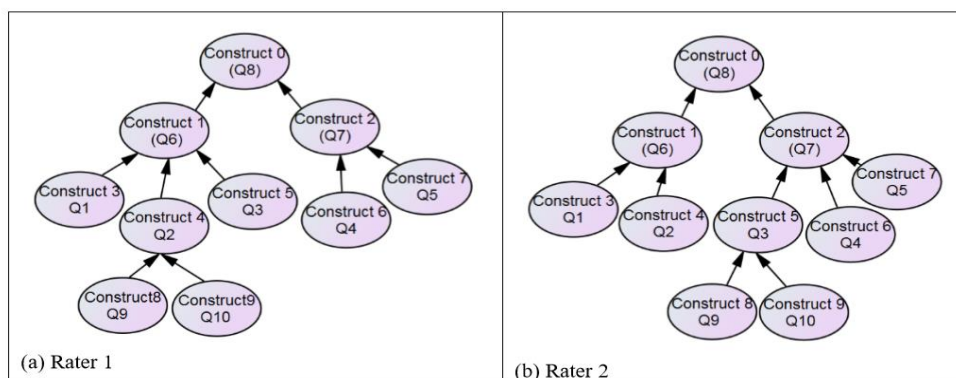 Construct 0
(Q8)
Construct 1
(Q6)
Construct 2
(Q7)
Construct 3
Q1
Construct 4
Q2
Construct 5
Q3
Construct 6
Q4
Construct 7
Q5
Construct8
Q9
Construct9
Q10
(a) Rater 1
Construct 0
(Q8)
Construct 1
(Q6)
Construct 2
(Q7)
Construct 3
Q1
Construct 4
Q2
Construct 5
Q3
Construct 6
Q4
Construct 7
Q5
Construct 8
Q9
Construct 9
Q10
(b) Rater 2